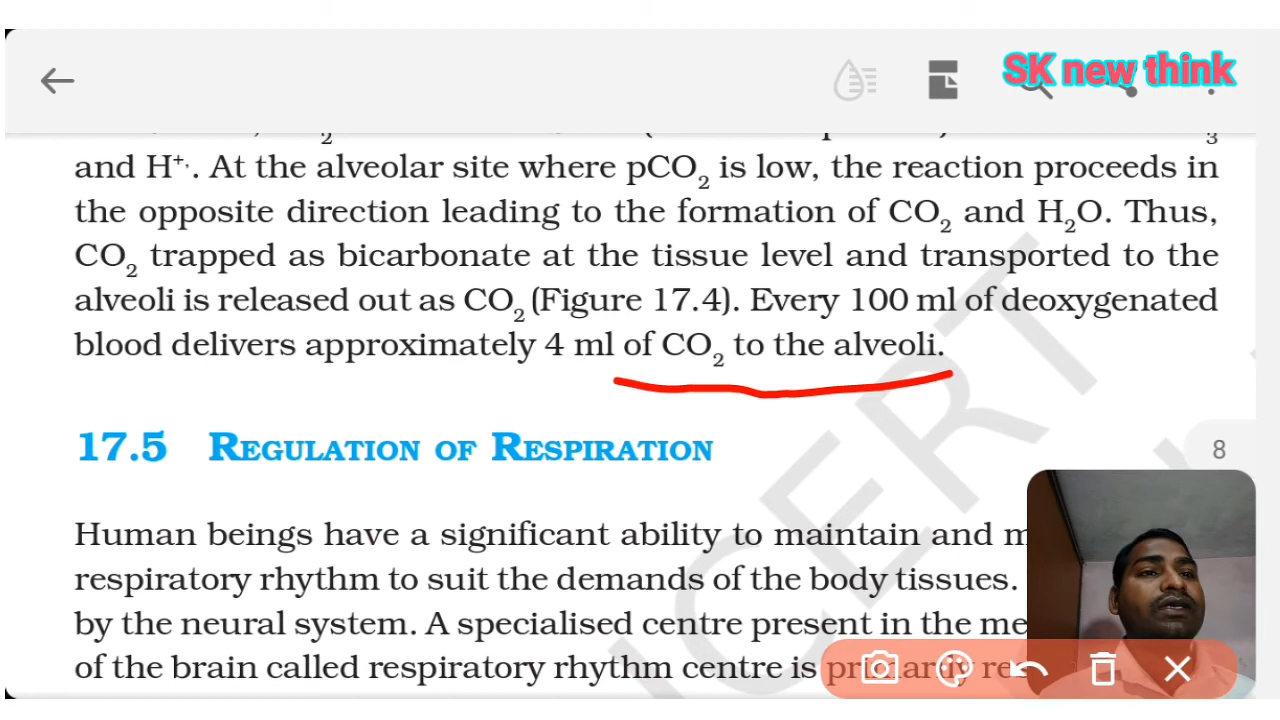 SK new think
and H⁺·. At the alveolar site where pCO₂ is low, the reaction proceeds in
the opposite direction leading to the formation of CO₂ and H₂O. Thus,
CO₂ trapped as bicarbonate at the tissue level and transported to the
alveoli is released out as CO₂ (Figure 17.4). Every 100 ml of deoxygenated
blood delivers approximately 4 ml of CO₂ to the alveoli.
17.5 REGULATION OF RESPIRATION
8
Human beings have a significant ability to maintain and m
respiratory rhythm to suit the demands of the body tissues.
by the neural system. A specialised centre present in the me
of the brain called respiratory rhythm centre is primarily re
NCERT